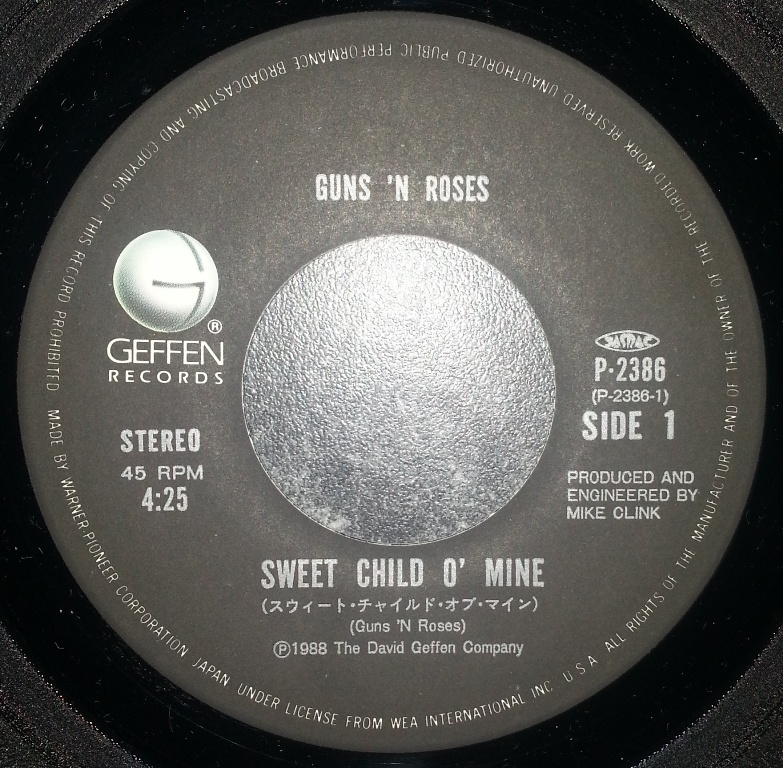 GUNS 'N ROSES
GEFFEN
RECORDS
STEREO
45 RPM
4:25
JASRAC
P-2386
(P-2386-1)
SIDE 1
PRODUCED AND
ENGINEERED BY
MIKE CLINK
SWEET CHILD O' MINE
(スウィート・チャイルド・オブ・マイン)
(Guns 'N Roses)
Ⓟ1988 The David Geffen Company
MADE BY WARNER-PIONEER CORPORATION JAPAN UNDER LICENSE FROM WEA INTERNATIONAL INC U S A ALL RIGHTS OF THE MANUFACTURER AND OF THE OWNER OF THE RECORDED WORK RESERVED UNAUTHORIZED PUBLIC PERFORMANCE BROADCASTING AND COPYING OF THIS RECORD PROHIBITED